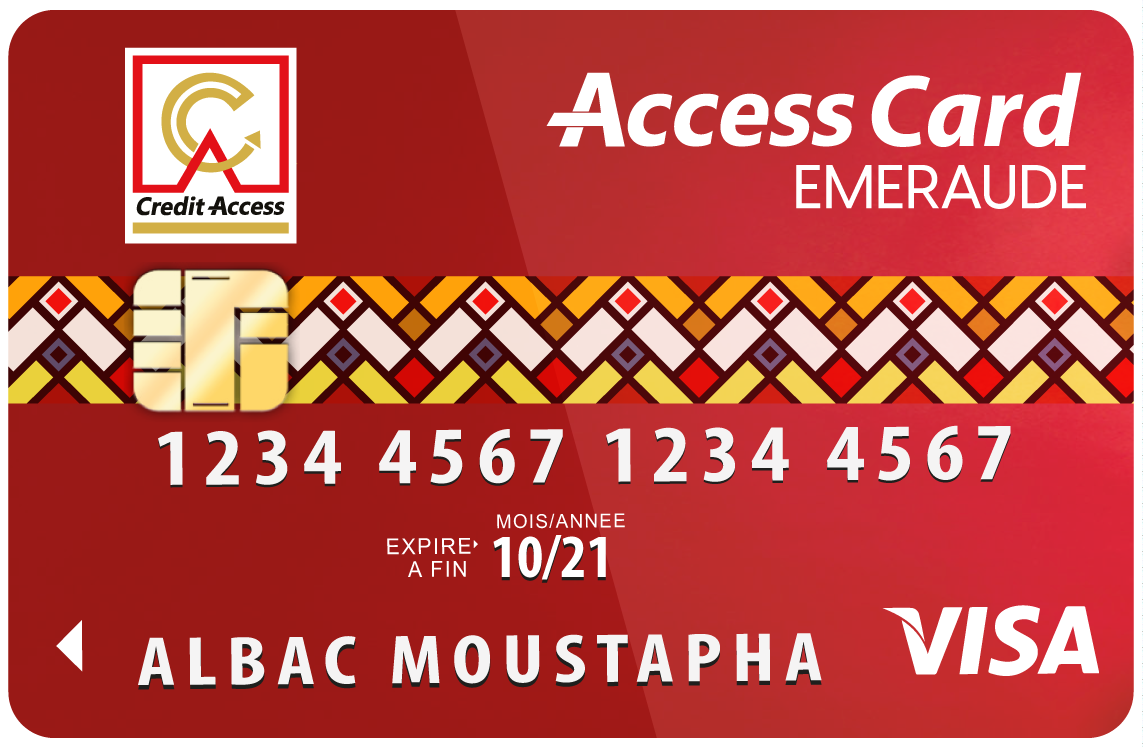 Credit Access
Access Card
EMERAUDE
1234 4567 1234 4567
MOIS/ANNEE
EXPIRE
A FIN
10/21
ALBAC MOUSTAPHA
VISA